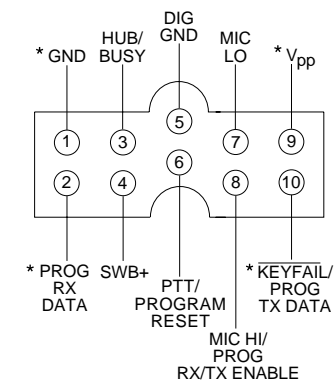 DIG
GND
HUB/
BUSY
MIC
LO
* GND
* Vpp
5
1
3
7
9
6
2
4
8
10
* PROG
RX
DATA
SWB+
PTT/
PROGRAM
RESET
* KEYFAIL/
PROG
TX DATA
MIC HI/
PROG
RX/TX ENABLE